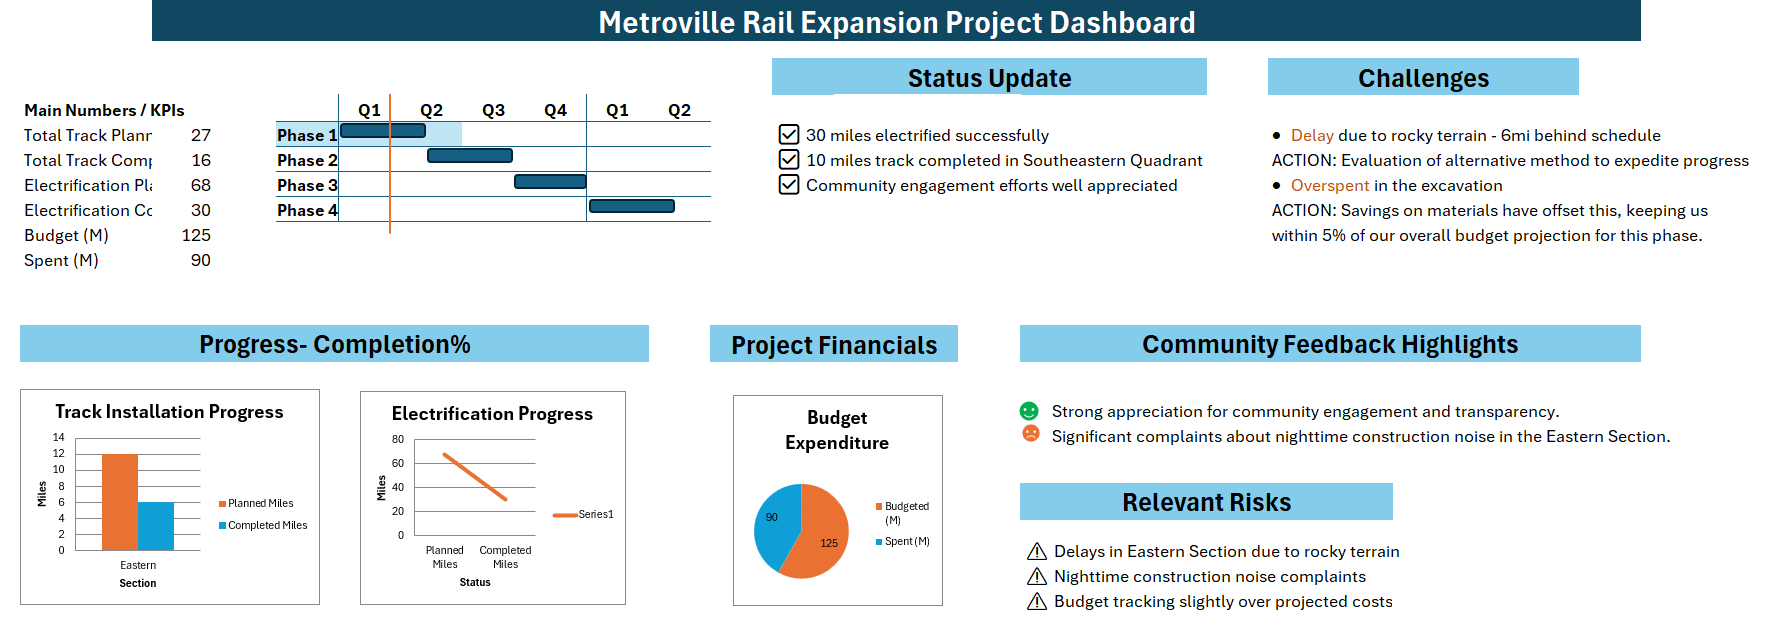 Metroville Rail Expansion Project Dashboard
Main Numbers / KPIs
Total Track Plann 27
Total Track Comp 16
Electrification Pla 68
Electrification Co 30
Budget (M) 125
Spent (M) 90
Q1 Q2 Q3 Q4 Q1 Q2
Phase 1
Phase 2
Phase 3
Phase 4
Status Update
30 miles electrified successfully
10 miles track completed in Southeastern Quadrant
Community engagement efforts well appreciated
Challenges
• Delay due to rocky terrain - 6mi behind schedule
ACTION: Evaluation of alternative method to expedite progress
• Overspent in the excavation
ACTION: Savings on materials have offset this, keeping us
within 5% of our overall budget projection for this phase.
Progress- Completion%
Track Installation Progress
14
12
10
8
6
4
2
0
Miles
Eastern
Section
Planned Miles
Completed Miles
Electrification Progress
80
60
40
20
0
Miles
Planned Completed
Miles Miles
Status
Series1
Project Financials
Budget
Expenditure
90
125
Budgeted
(M)
Spent (M)
Community Feedback Highlights
Strong appreciation for community engagement and transparency.
Significant complaints about nighttime construction noise in the Eastern Section.
Relevant Risks
Delays in Eastern Section due to rocky terrain
Nighttime construction noise complaints
Budget tracking slightly over projected costs